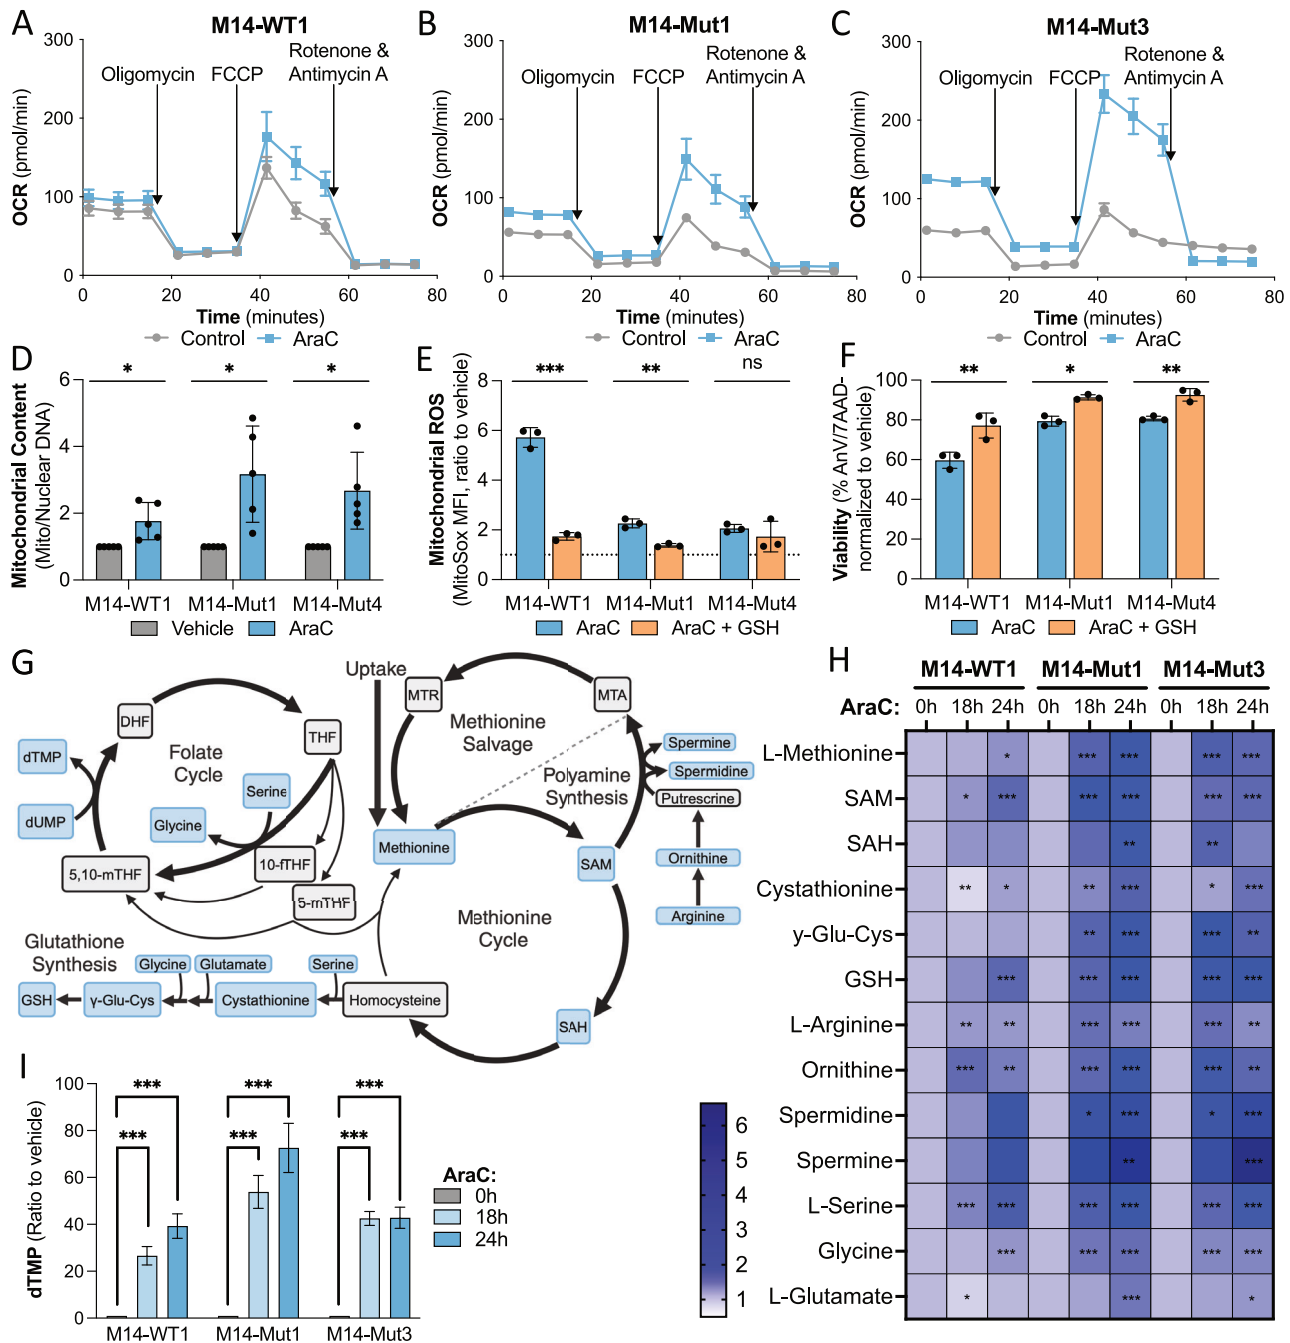 A
M14-WT1
300
200
100
0
OCR (pmol/min)
Oligomycin
FCCP
Rotenone &
Antimycin A
0 20 40 60 80
Time (minutes)
Control AraC
B
M14-Mut1
300
200
100
0
OCR (pmol/min)
Oligomycin
FCCP
Rotenone &
Antimycin A
0 20 40 60 80
Time (minutes)
Control AraC
C
M14-Mut3
300
200
100
0
OCR (pmol/min)
Oligomycin
FCCP
Rotenone &
Antimycin A
0 20 40 60 80
Time (minutes)
Control AraC
D
Mitochondrial Content
(Mito/Nuclear DNA)
6
4
2
0
* * *
M14-WT1 M14-Mut1 M14-Mut4
Vehicle AraC
E
Mitochondrial ROS
(MitoSox MFI, ratio to vehicle)
8
6
4
2
0
*** ** ns
M14-WT1 M14-Mut1 M14-Mut4
AraC AraC + GSH
F
Viability (% AnV/7AAD-
normalized to vehicle)
100
80
60
40
20
0
** * **
M14-WT1 M14-Mut1 M14-Mut4
AraC AraC + GSH
G
Uptake
MTR
MTA
Methionine
Salvage
DHF
THF
Folate
Cycle
dTMP
dUMP
Serine
Glycine
5,10-mTHF
10-fTHF
5-mTHF
Methionine
Polyamine
Synthesis
Spermine
Spermidine
Putrescrine
Ornithine
Arginine
SAM
Methionine
Cycle
SAH
Homocysteine
Glutathione
Synthesis
Glycine
Glutamate
Serine
GSH
γ-Glu-Cys
Cystathionine
H
M14-WT1 M14-Mut1 M14-Mut3
AraC: 0h 18h 24h 0h 18h 24h 0h 18h 24h
L-Methionine * *** *** *** ***
SAM * *** *** *** *** ***
SAH ** **
Cystathionine ** * ** *** * ***
y-Glu-Cys ** *** *** **
GSH *** *** *** *** ***
L-Arginine ** ** *** *** *** **
Ornithine *** ** *** *** *** **
Spermidine * *** * ***
Spermine ** ***
L-Serine *** *** *** *** *** ***
Glycine *** *** *** *** ***
L-Glutamate * *** *
6
5
4
3
2
1
I
dTMP (Ratio to vehicle)
100
80
60
40
20
0
*** *** ***
*** *** ***
M14-WT1 M14-Mut1 M14-Mut3
AraC:
0h
18h
24h